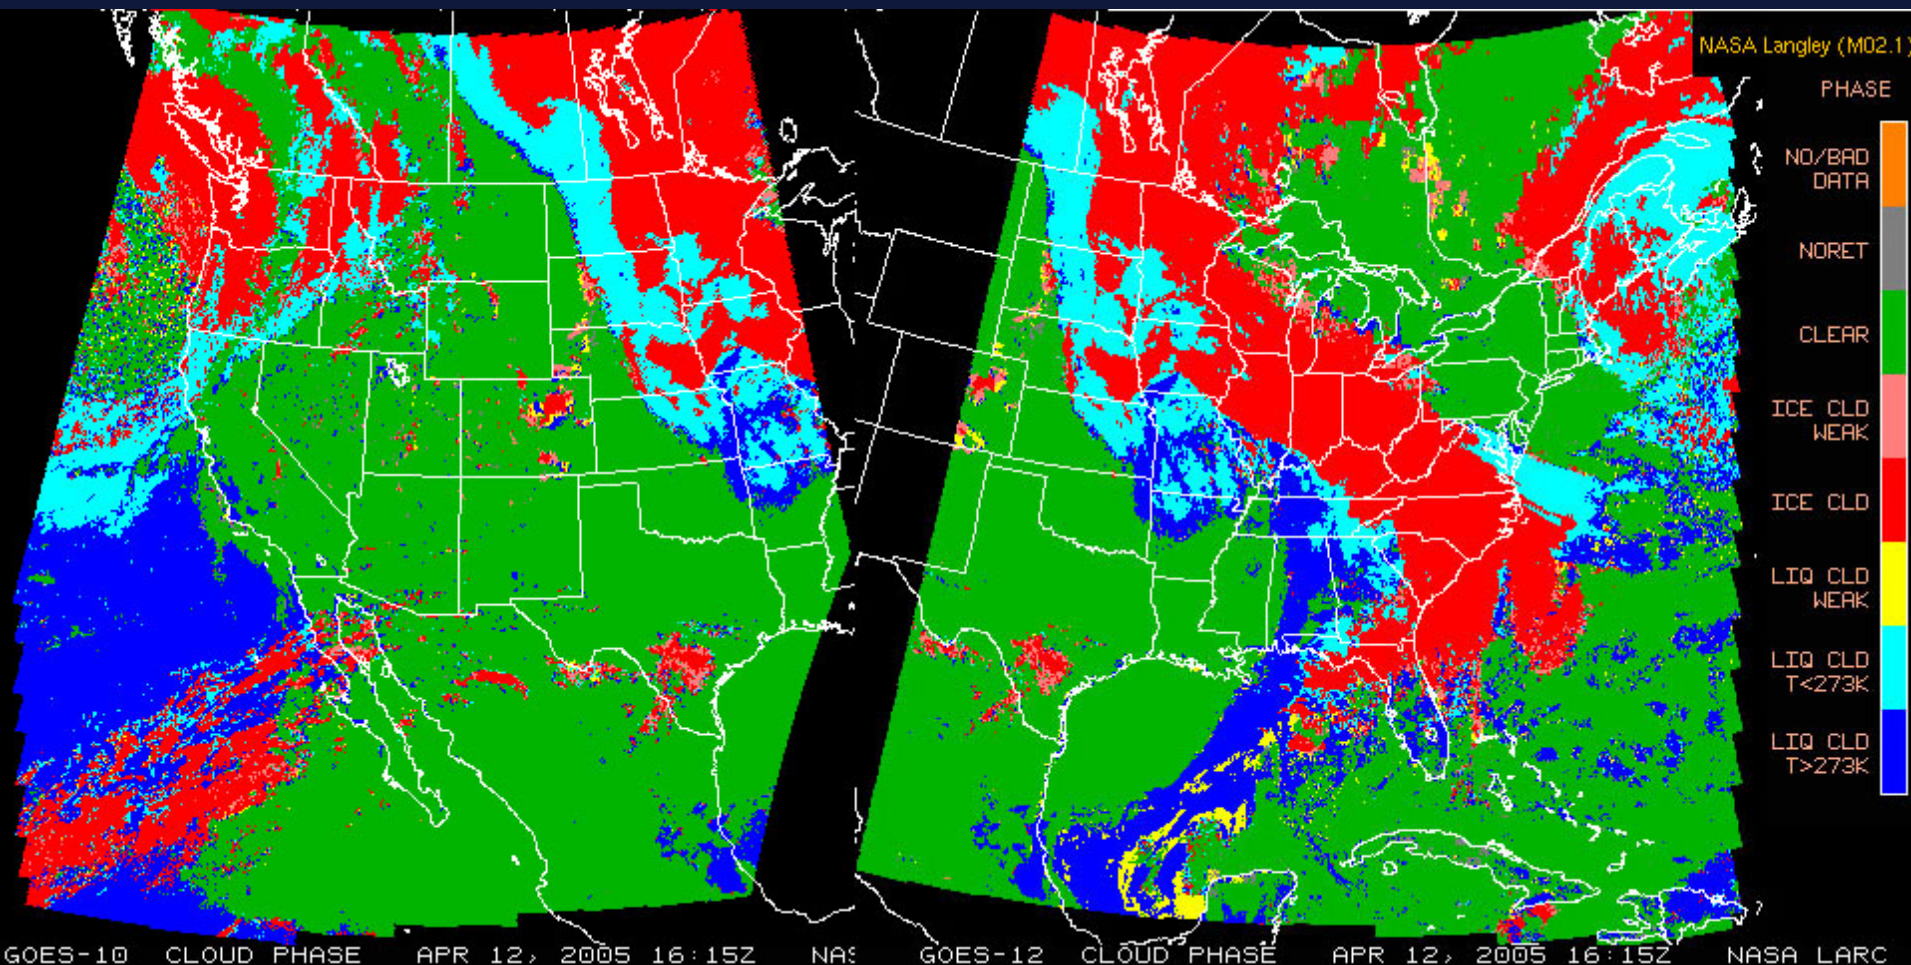 NASA Langley (M02.1)
PHASE
NO/BAD
DATA
NORET
CLEAR
ICE CLD
WEAK
ICE CLD
LIQ CLD
WEAK
LIQ CLD
T<273K
LIQ CLD
T>273K
GOES-10 CLOUD PHASE APR 12, 2005 16:15Z NAS
GOES-12 CLOUD PHASE APR 12, 2005 16:15Z NASA LARC